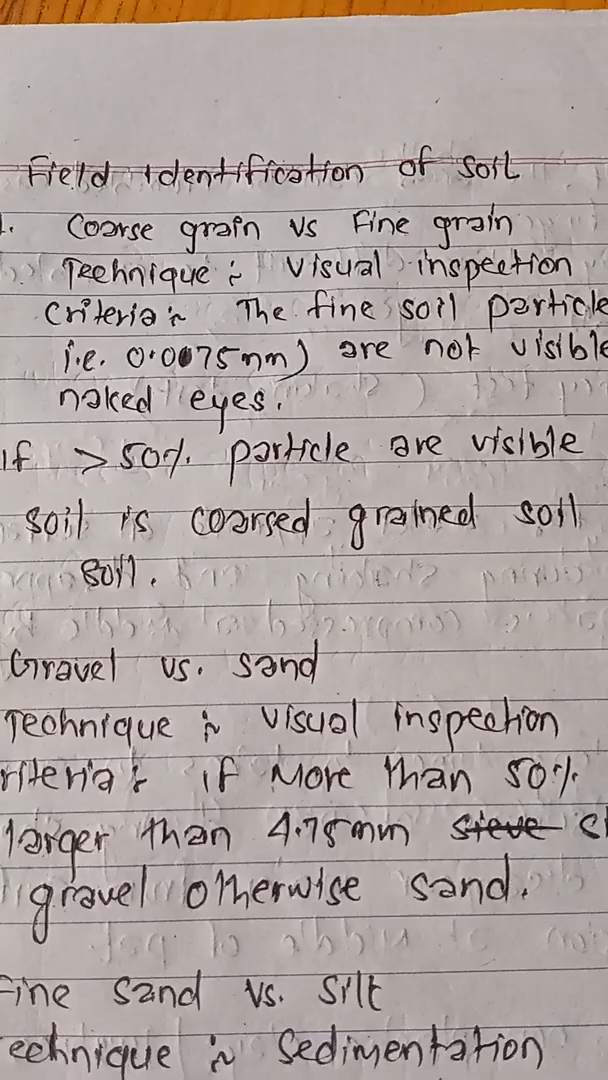 Field identification of soil
1. Coarse grain vs Fine grain
Technique :- visual inspection
Criteria :- The fine soil particle
i.e. 0.0075mm) are not visible
naked eyes.
If > 50% particle are visible
soil is coarsed grained soil
soil.
Gravel vs. sand
Technique :- visual inspection
riteria :- if More than 50%
larger than 4.75mm sieve
gravel otherwise sand.
Fine sand vs. silt
echnique :- sedimentation